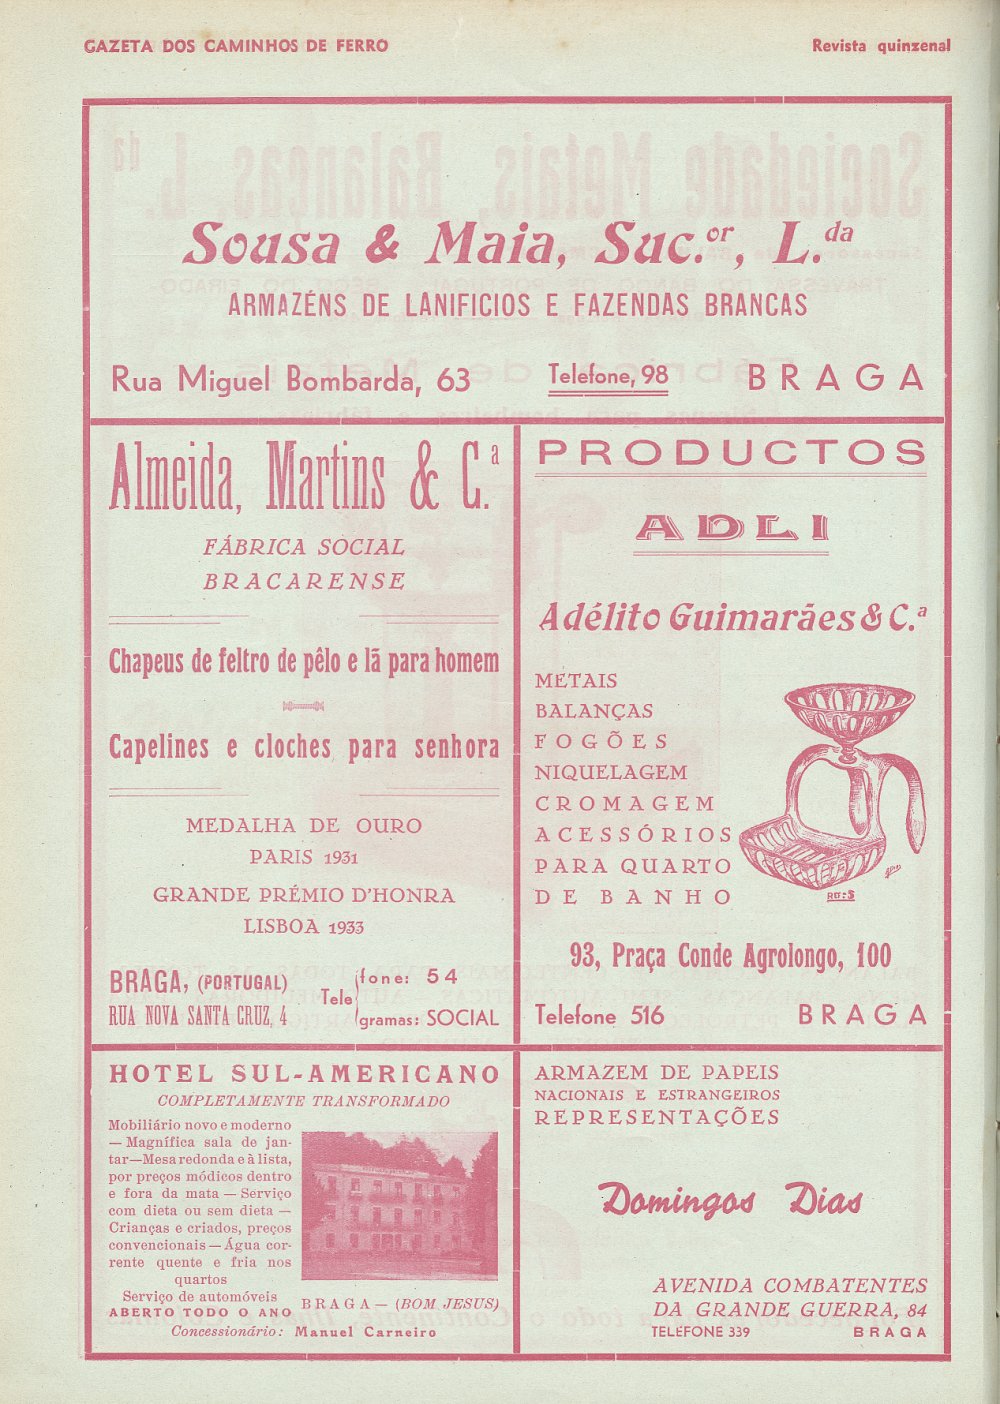 GAZETA DOS CAMINHOS DE FERRO
Revista quinzenal
Sousa & Maia, Suc.or, L.da
ARMAZÉNS DE LANIFICIOS E FAZENDAS BRANCAS
Rua Miguel Bombarda, 63
Telefone, 98
BRAGA
Almeida, Martins & C.ª
FÁBRICA SOCIAL
BRACARENSE
Chapeus de feltro de pêlo e lã para homem
Capelines e cloches para senhora
MEDALHA DE OURO
PARIS 1931
GRANDE PRÉMIO D'HONRA
LISBOA 1933
BRAGA, (PORTUGAL)
RUA NOVA SANTA CRUZ, 4
Tele
fone: 54
gramas: SOCIAL
PRODUCTOS
ADLI
Adélito Guimarães & C.ª
METAIS
BALANÇAS
FOGÕES
NIQUELAGEM
CROMAGEM
ACESSÓRIOS
PARA QUARTO
DE BANHO
93, Praça Conde Agrolongo, 100
Telefone 516
BRAGA
HOTEL SUL-AMERICANO
COMPLETAMENTE TRANSFORMADO
Mobiliário novo e moderno
— Magnífica sala de jan-
tar—Mesa redonda e à lista,
por preços módicos dentro
e fora da mata — Serviço
com dieta ou sem dieta —
Crianças e criados, preços
convencionais — Água cor-
rente quente e fria nos
quartos
Serviço de automóveis
ABERTO TODO O ANO
BRAGA — (BOM JESUS)
Concessionário: Manuel Carneiro
ARMAZEM DE PAPEIS
NACIONAIS E ESTRANGEIROS
REPRESENTAÇÕES
Domingos Dias
AVENIDA COMBATENTES
DA GRANDE GUERRA, 84
TELEFONE 339
BRAGA